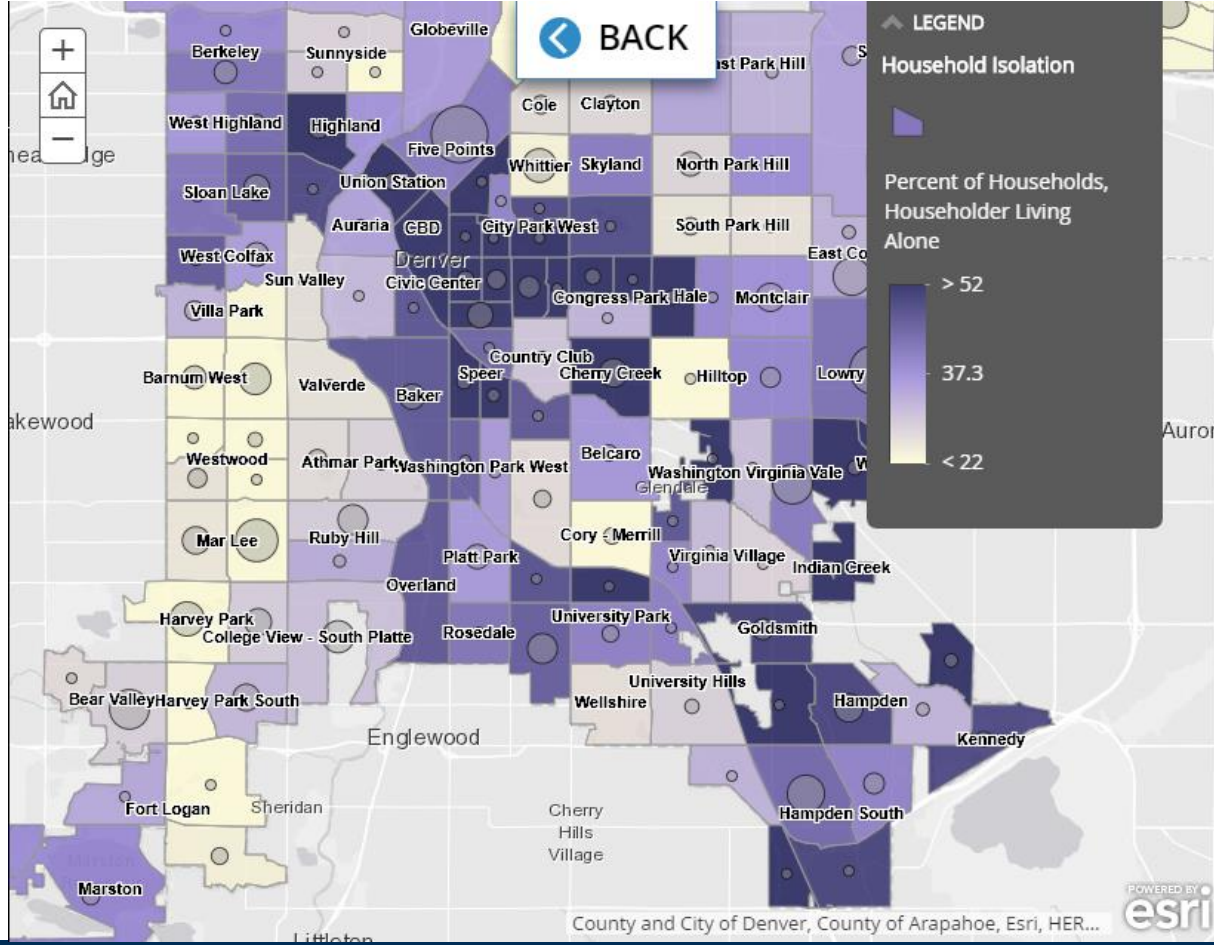 Globeville
BACK
LEGEND
Berkeley
Sunnyside
ast Park Hill
Household Isolation
Cole
Clayton
West Highland
Highland
Five Points
Whittier
Skyland
North Park Hill
Percent of Households,
Householder Living
Alone
Sloan Lake
Union Station
Auraria
CBD
City Park West
South Park Hill
East Co
Denver
West Colfax
Sun Valley
Civic Center
Congress Park
Hale
Montclair
> 52
Villa Park
Country Club
Speer
Cherry Creek
Hilltop
Lowry
37.3
Barnum West
Valverde
Baker
akewood
Auror
Westwood
Athmar Park
Washington Park West
Belcaro
Washington Virginia Vale
W
< 22
Glendale
Mar Lee
Ruby Hill
Platt Park
Cory - Merrill
Virginia Village
Indian Creek
Overland
Harvey Park
College View - South Platte
Rosedale
University Park
Goldsmith
Bear Valley
Harvey Park South
Wellshire
University Hills
Hampden
Englewood
Kennedy
Fort Logan
Sheridan
Cherry
Hills
Village
Hampden South
Marston
Marston
POWERED BY
esri
County and City of Denver, County of Arapahoe, Esri, HER...
Littleton